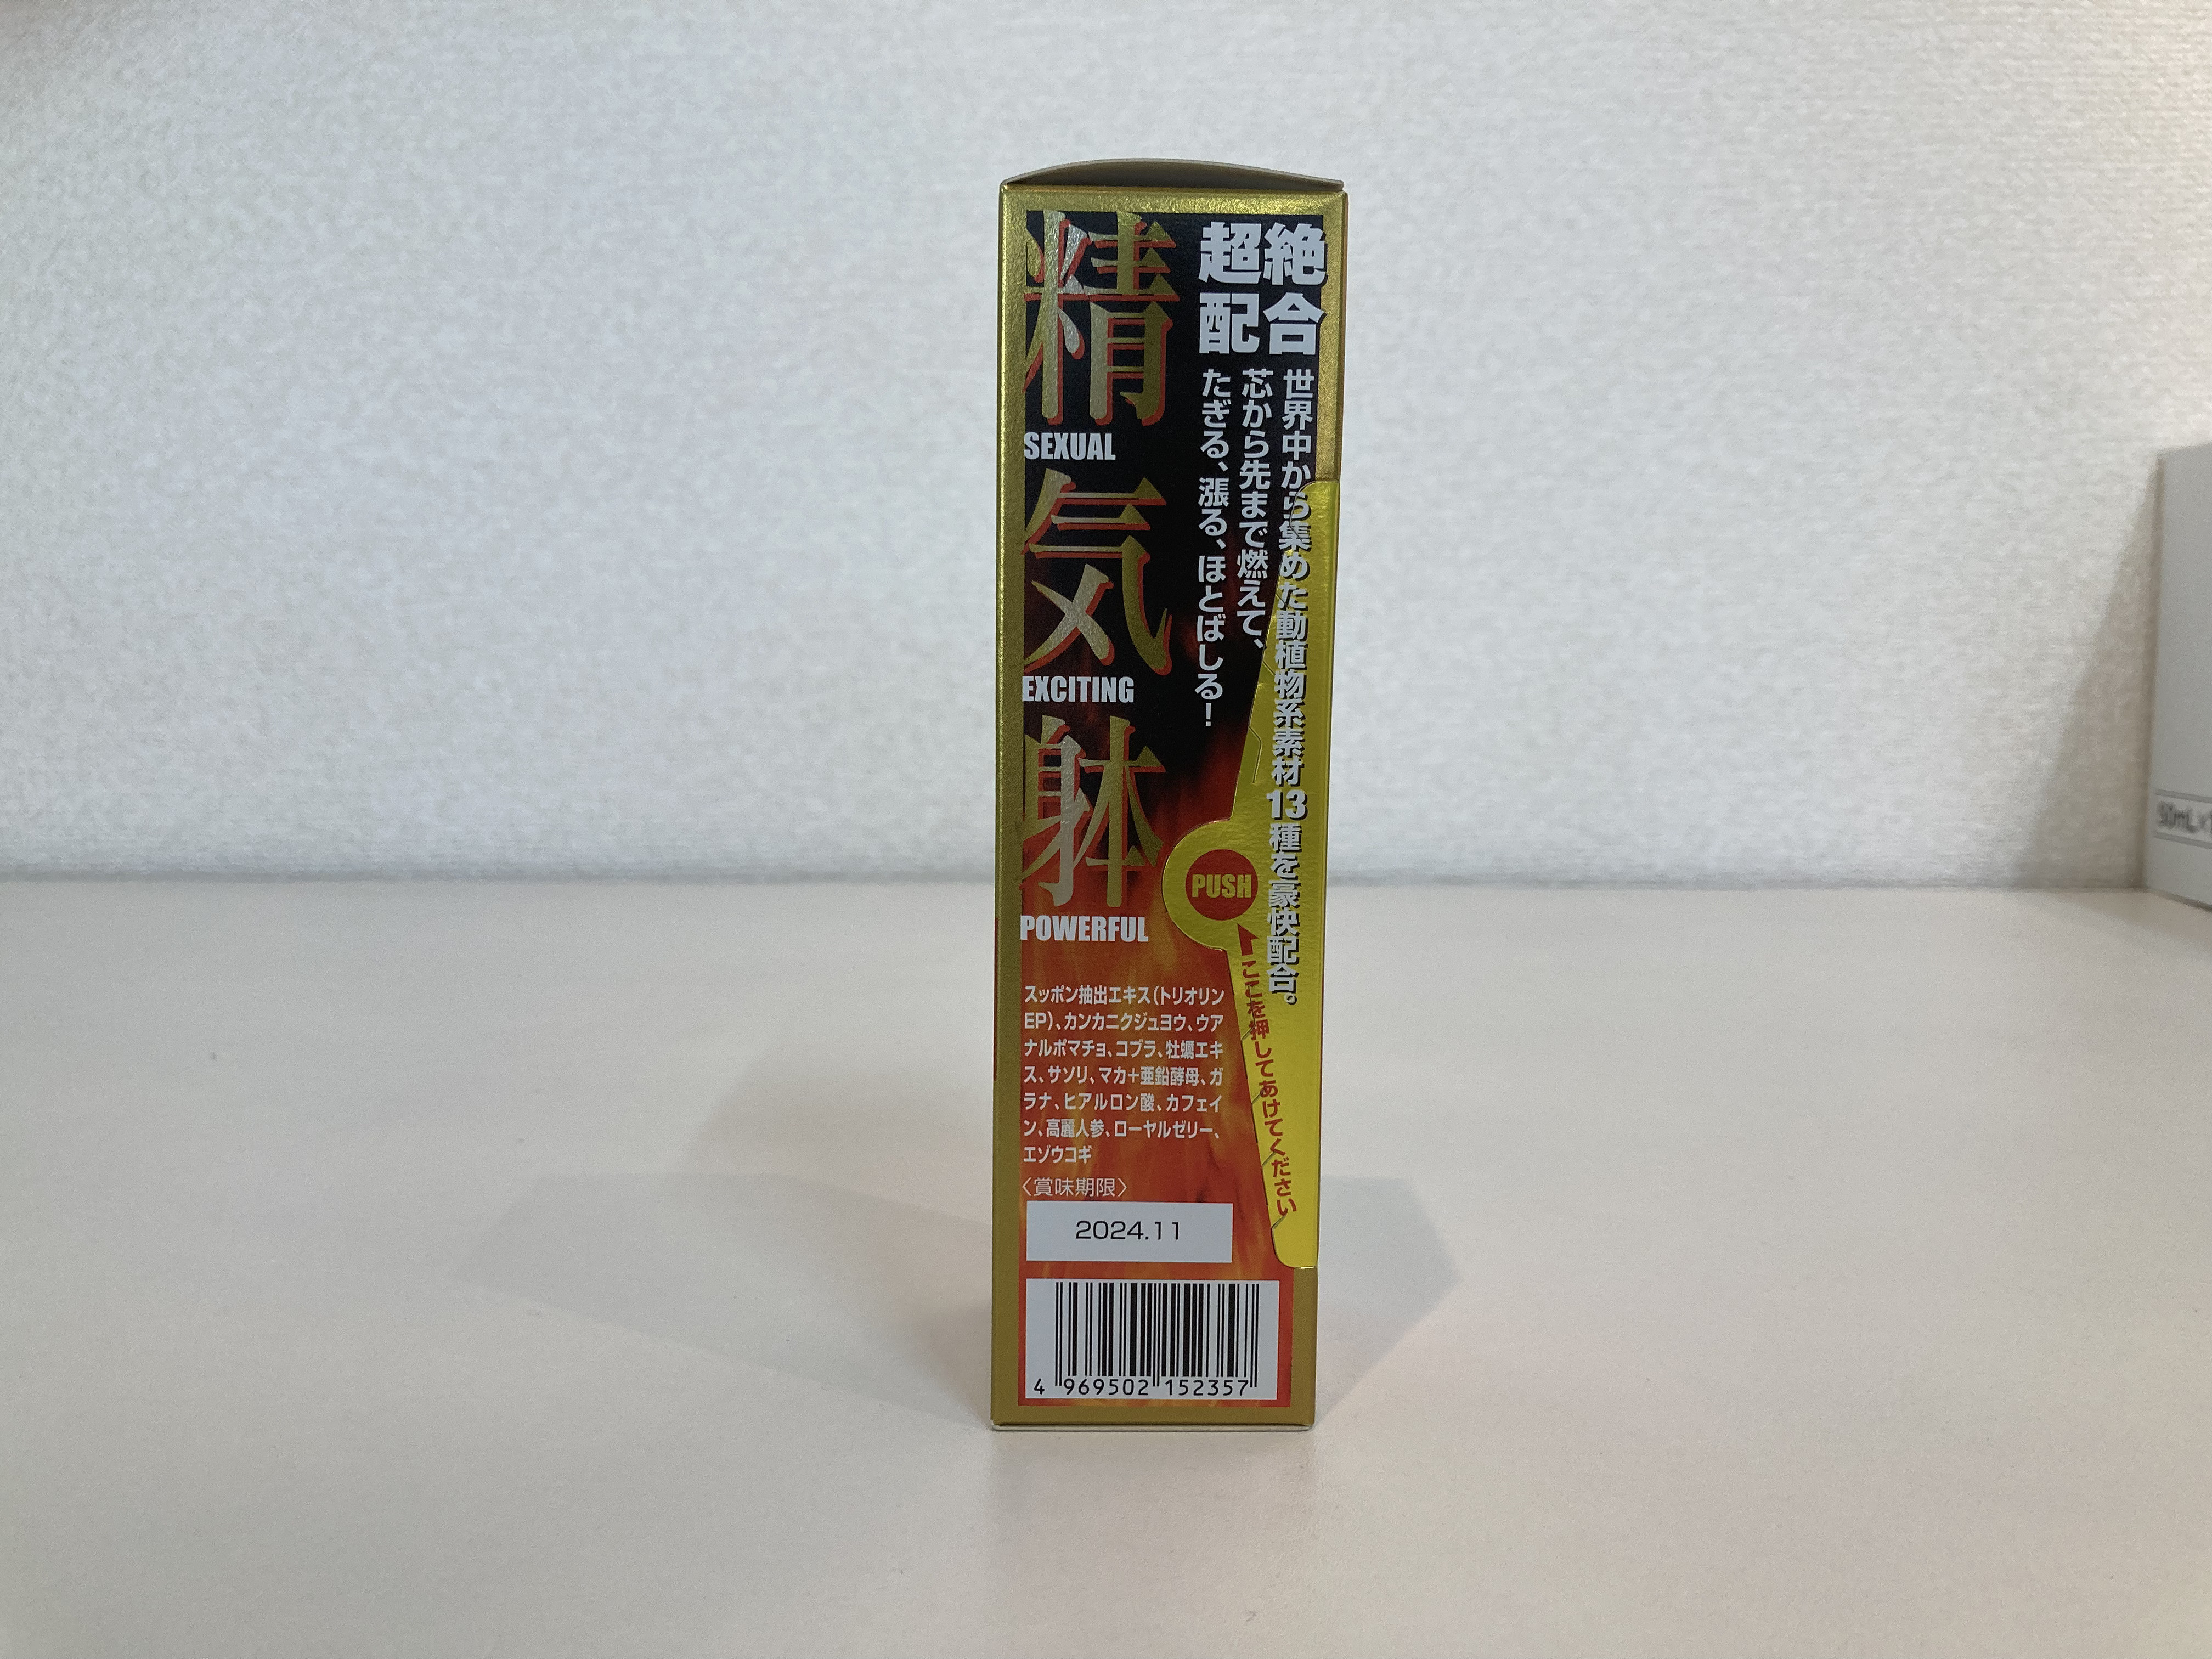 超絶
配合
世界中から集めた動植物系素材13種を豪快配合。
芯から先まで燃えて、
たぎる、漲る、ほとばしる!
精
SEXUAL
気
EXCITING
躰
POWERFUL
PUSH
ここを押してあけてください
スッポン抽出エキス(トリオリン
EP)、カンカニクジュヨウ、ウア
ナルポマチョ、コブラ、牡蠣エキ
ス、サソリ、マカ+亜鉛酵母、ガ
ラナ、ヒアルロン酸、カフェイ
ン、高麗人参、ローヤルゼリー、
エゾウコギ
〈賞味期限〉
2024.11
4 969502 152357